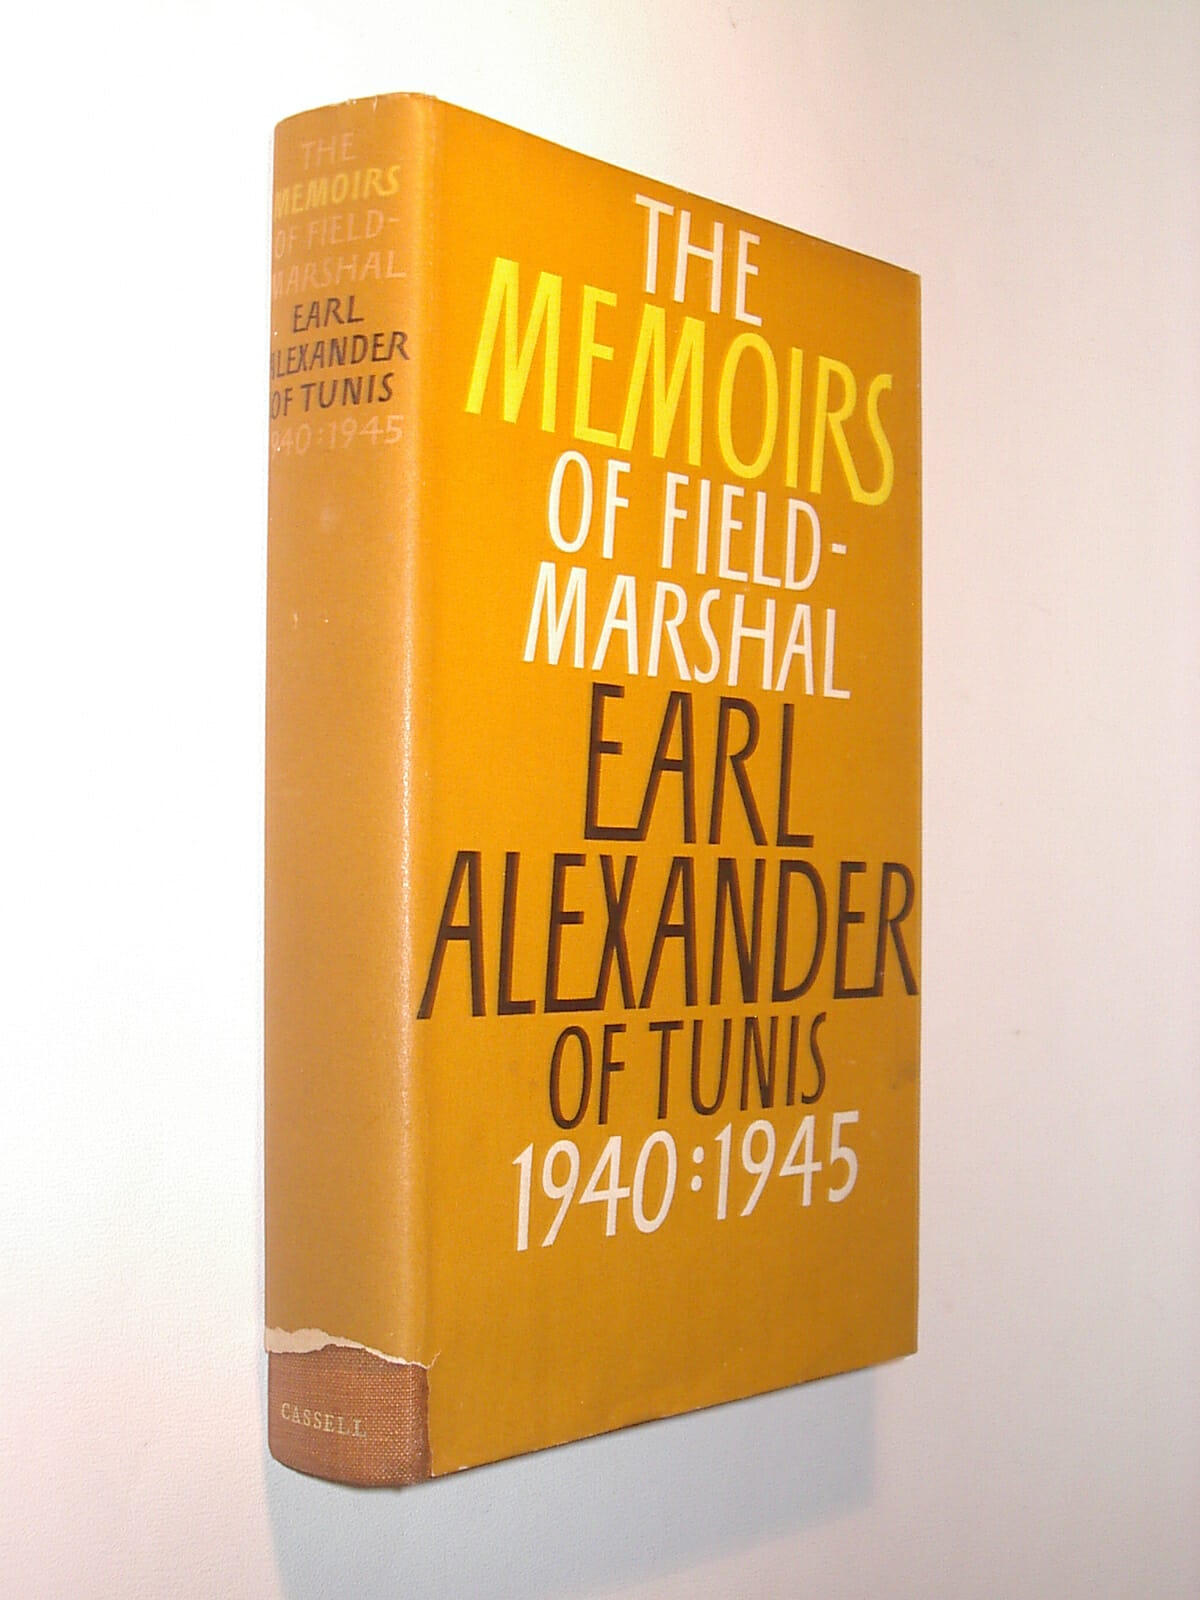 THE
MEMOIRS
OF FIELD-
MARSHAL
EARL
ALEXANDER
OF TUNIS
1940:1945
CASSELL
THE
MEMOIRS
OF FIELD-
MARSHAL
EARL
ALEXANDER
OF TUNIS
1940:1945